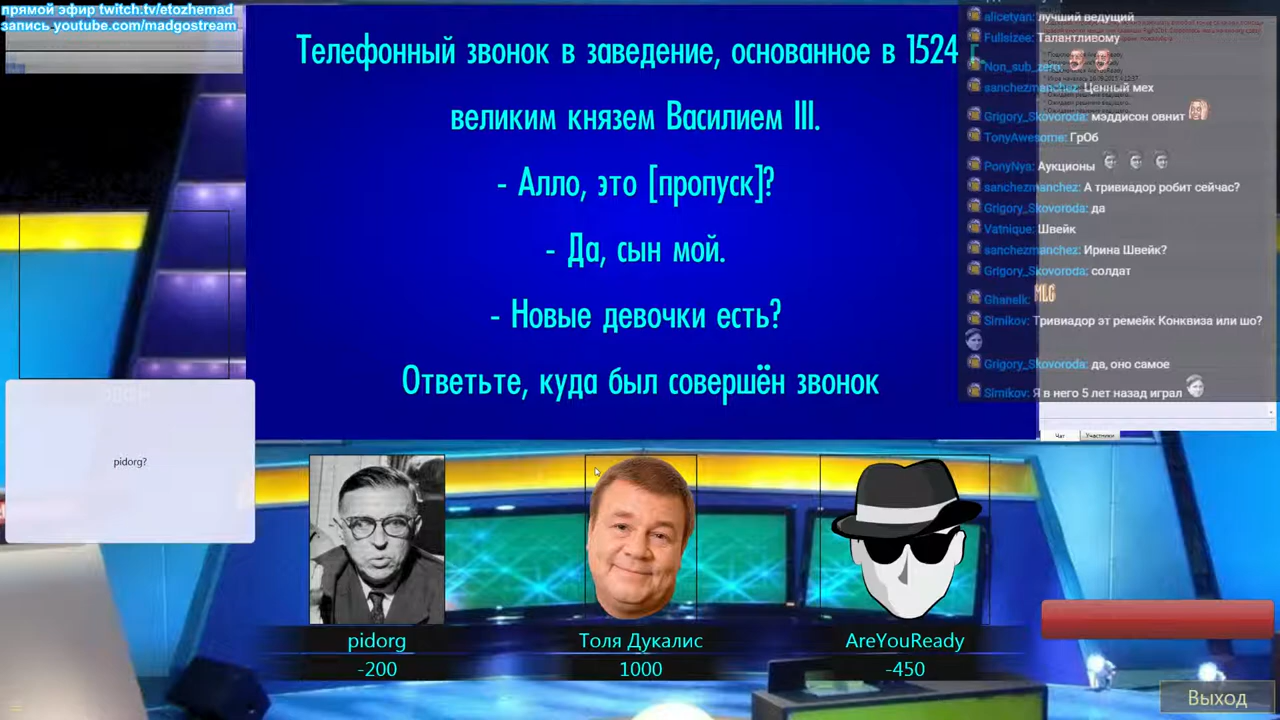 прямой эфир twitch.tv/etozhemad
запись youtube.com/madgostream
Телефонный звонок в заведение, основанное в 1524 г.
великим князем Василием III.
- Алло, это [пропуск]?
- Да, сын мой.
- Новые девочки есть?
Ответьте, куда был совершён звонок
alicetyan: лучший ведущий
Fullsizee: Талантливому
Non_sub_zero:
sanchezmanchez: Ценный мех
Grigory_Skovoroda: мэддисон овнит
TonyAwesome: ГрОб
PonyNya: Аукционы
sanchezmanchez: А тривиадор робит сейчас?
Grigory_Skovoroda: да
Vatnique: Швейк
sanchezmanchez: Ирина Швейк?
Grigory_Skovoroda: солдат
Ghanelk: MLG
Simikov: Тривиадор эт ремейк Конквиза или шо?
Grigory_Skovoroda: да, оно самое
Simikov: Я в него 5 лет назад играл
Чат Участники
pidorg?
pidorg
-200
Толя Дукалис
1000
AreYouReady
-450
Выход